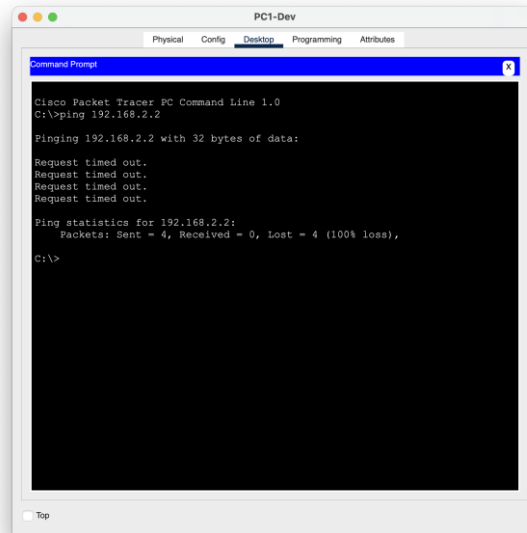 PC1-Dev
Physical Config Desktop Programming Attributes
Command Prompt
X
Cisco Packet Tracer PC Command Line 1.0
C:\>ping 192.168.2.2
Pinging 192.168.2.2 with 32 bytes of data:
Request timed out.
Request timed out.
Request timed out.
Request timed out.
Ping statistics for 192.168.2.2:
Packets: Sent = 4, Received = 0, Lost = 4 (100% loss),
C:\>
Top